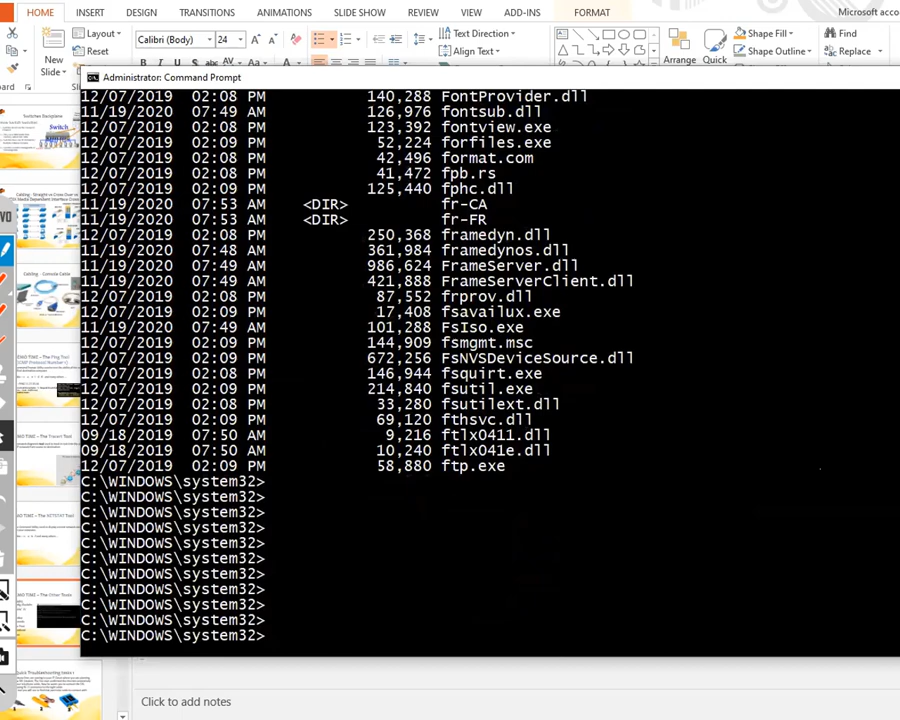 HOME INSERT DESIGN TRANSITIONS ANIMATIONS SLIDE SHOW REVIEW VIEW ADD-INS FORMAT Microsoft acco
New
Slide
Layout
Reset
Calibri (Body) 24
Text Direction
Align Text
Arrange Quick
Shape Fill
Shape Outline
Find
Replace
Administrator: Command Prompt
12/07/2019 02:08 PM 140,288 FontProvider.dll
11/19/2020 07:49 AM 126,976 fontsub.dll
12/07/2019 02:08 PM 123,392 fontview.exe
12/07/2019 02:09 PM 52,224 forfiles.exe
12/07/2019 02:08 PM 42,496 format.com
12/07/2019 02:08 PM 41,472 fpb.rs
12/07/2019 02:09 PM 125,440 fphc.dll
11/19/2020 07:53 AM <DIR> fr-CA
11/19/2020 07:53 AM <DIR> fr-FR
12/07/2019 02:08 PM 250,368 framedyn.dll
11/19/2020 07:48 AM 361,984 framedynos.dll
11/19/2020 07:49 AM 986,624 FrameServer.dll
11/19/2020 07:49 AM 421,888 FrameServerClient.dll
12/07/2019 02:09 PM 87,552 frprov.dll
12/07/2019 02:09 PM 17,408 fsavailux.exe
11/19/2020 07:49 AM 101,288 FsIso.exe
12/07/2019 02:09 PM 144,909 fsmgmt.msc
11/19/2020 07:49 AM 672,256 FsNVSDeviceSource.dll
12/07/2019 02:08 PM 146,944 fsquirt.exe
12/07/2019 02:09 PM 214,840 fsutil.exe
12/07/2019 02:08 PM 33,280 fsutilext.dll
12/07/2019 02:09 PM 69,120 fthsvc.dll
09/18/2019 07:50 AM 9,216 ftlx0411.dll
09/18/2019 07:50 AM 10,240 ftlx041e.dll
12/07/2019 02:09 PM 58,880 ftp.exe
C:\WINDOWS\system32>
C:\WINDOWS\system32>
C:\WINDOWS\system32>
C:\WINDOWS\system32>
C:\WINDOWS\system32>
C:\WINDOWS\system32>
C:\WINDOWS\system32>
C:\WINDOWS\system32>
C:\WINDOWS\system32>
C:\WINDOWS\system32>
C:\WINDOWS\system32>
Click to add notes